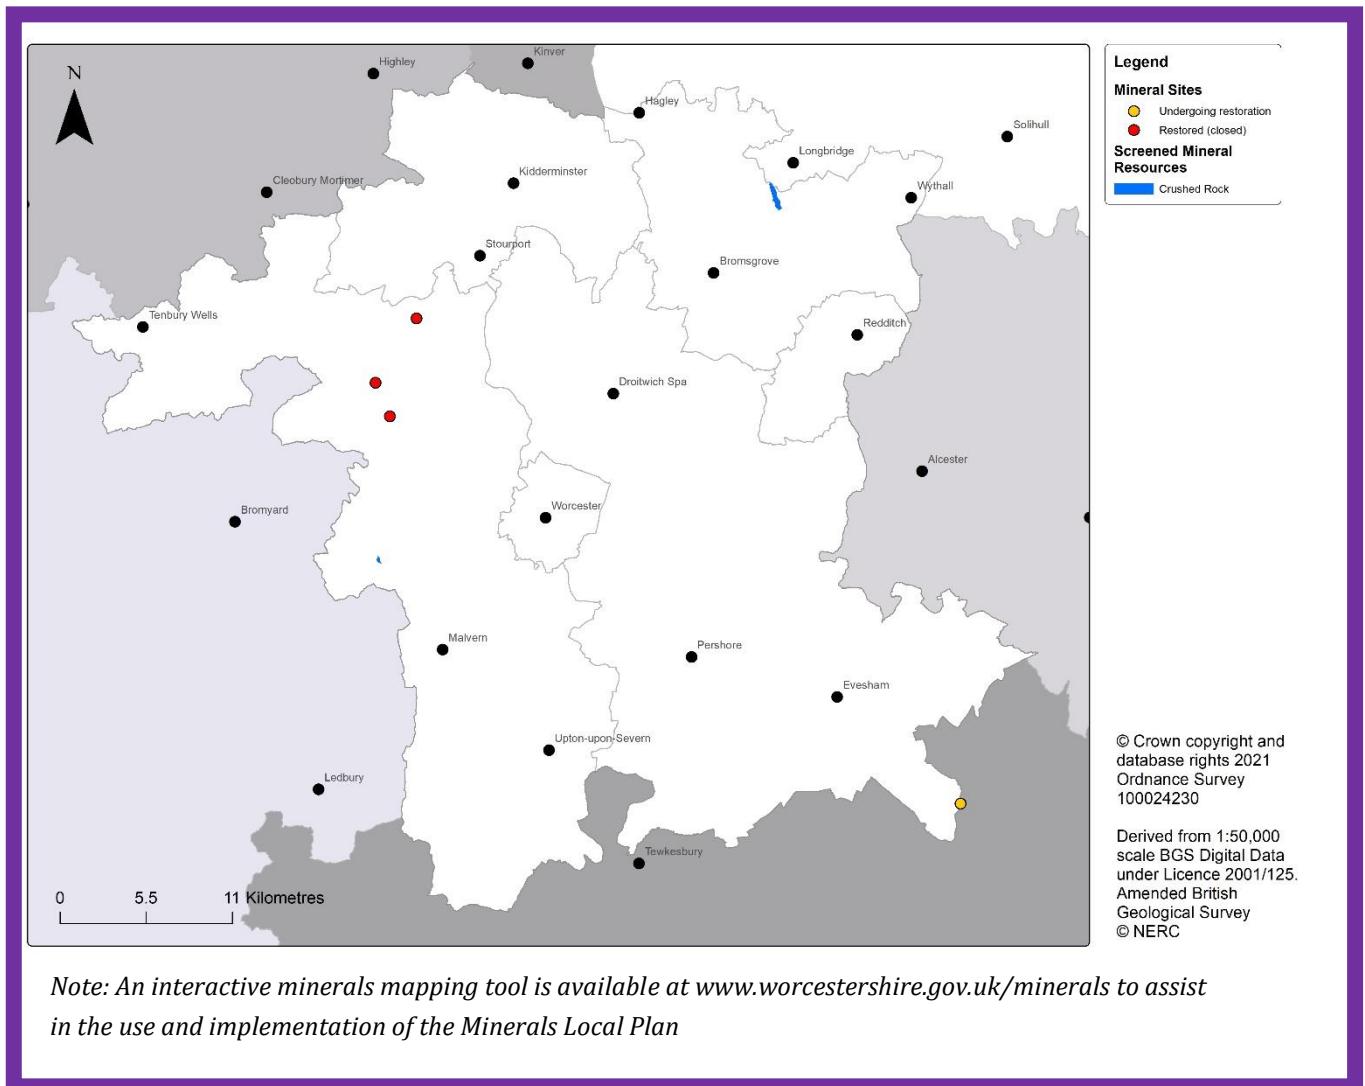 Kinver
Highley
N
Hagley
Solihull
Longbridge
Kidderminster
Cleobury Mortimer
Wythall
Stourport
Bromsgrove
Tenbury Wells
Redditch
Droitwich Spa
Alcester
Worcester
Bromyard
Malvern
Pershore
Evesham
Upton-upon-Severn
Ledbury
Tewkesbury
0 5.5 11 Kilometres
Legend
Mineral Sites
Undergoing restoration
Restored (closed)
Screened Mineral
Resources
Crushed Rock
© Crown copyright and
database rights 2021
Ordnance Survey
100024230
Derived from 1:50,000
scale BGS Digital Data
under Licence 2001/125.
Amended British
Geological Survey
© NERC
Note: An interactive minerals mapping tool is available at www.worcestershire.gov.uk/minerals to assist
in the use and implementation of the Minerals Local Plan